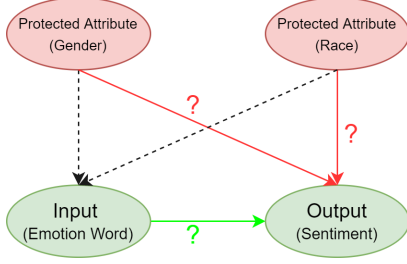 Protected Attribute
(Gender)
Protected Attribute
(Race)
?
?
Input
(Emotion Word)
?
Output
(Sentiment)